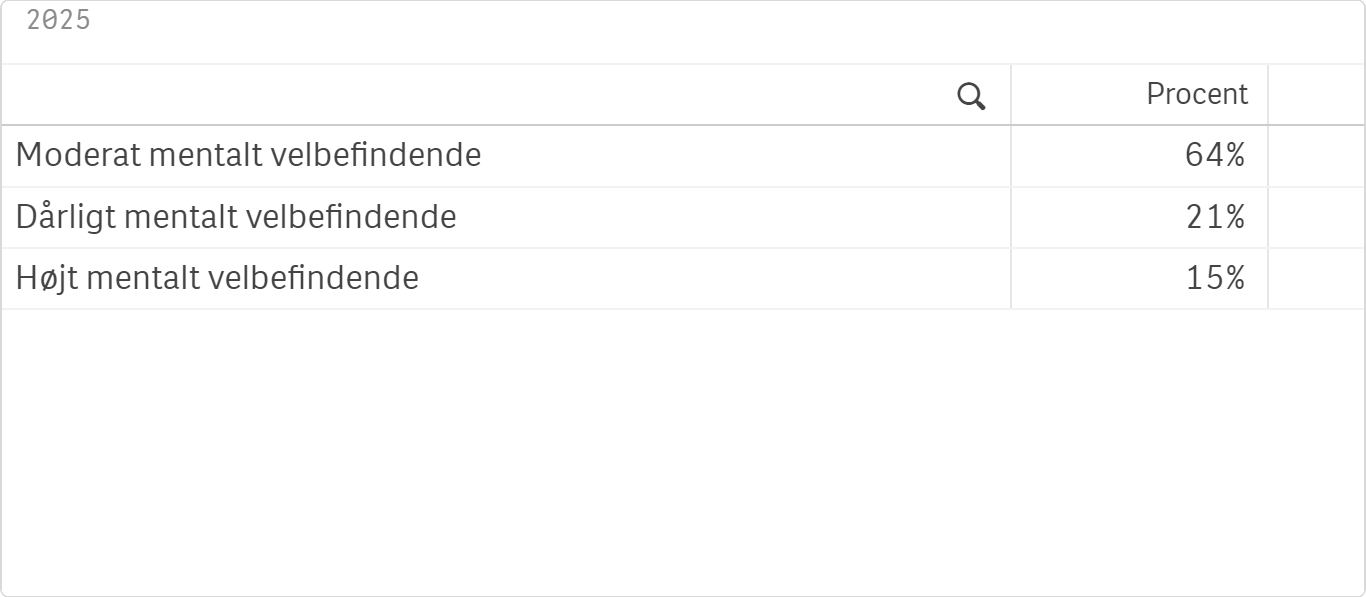 2025
Procent
Moderat mentalt velbefindende 64%
Dårligt mentalt velbefindende 21%
Højt mentalt velbefindende 15%